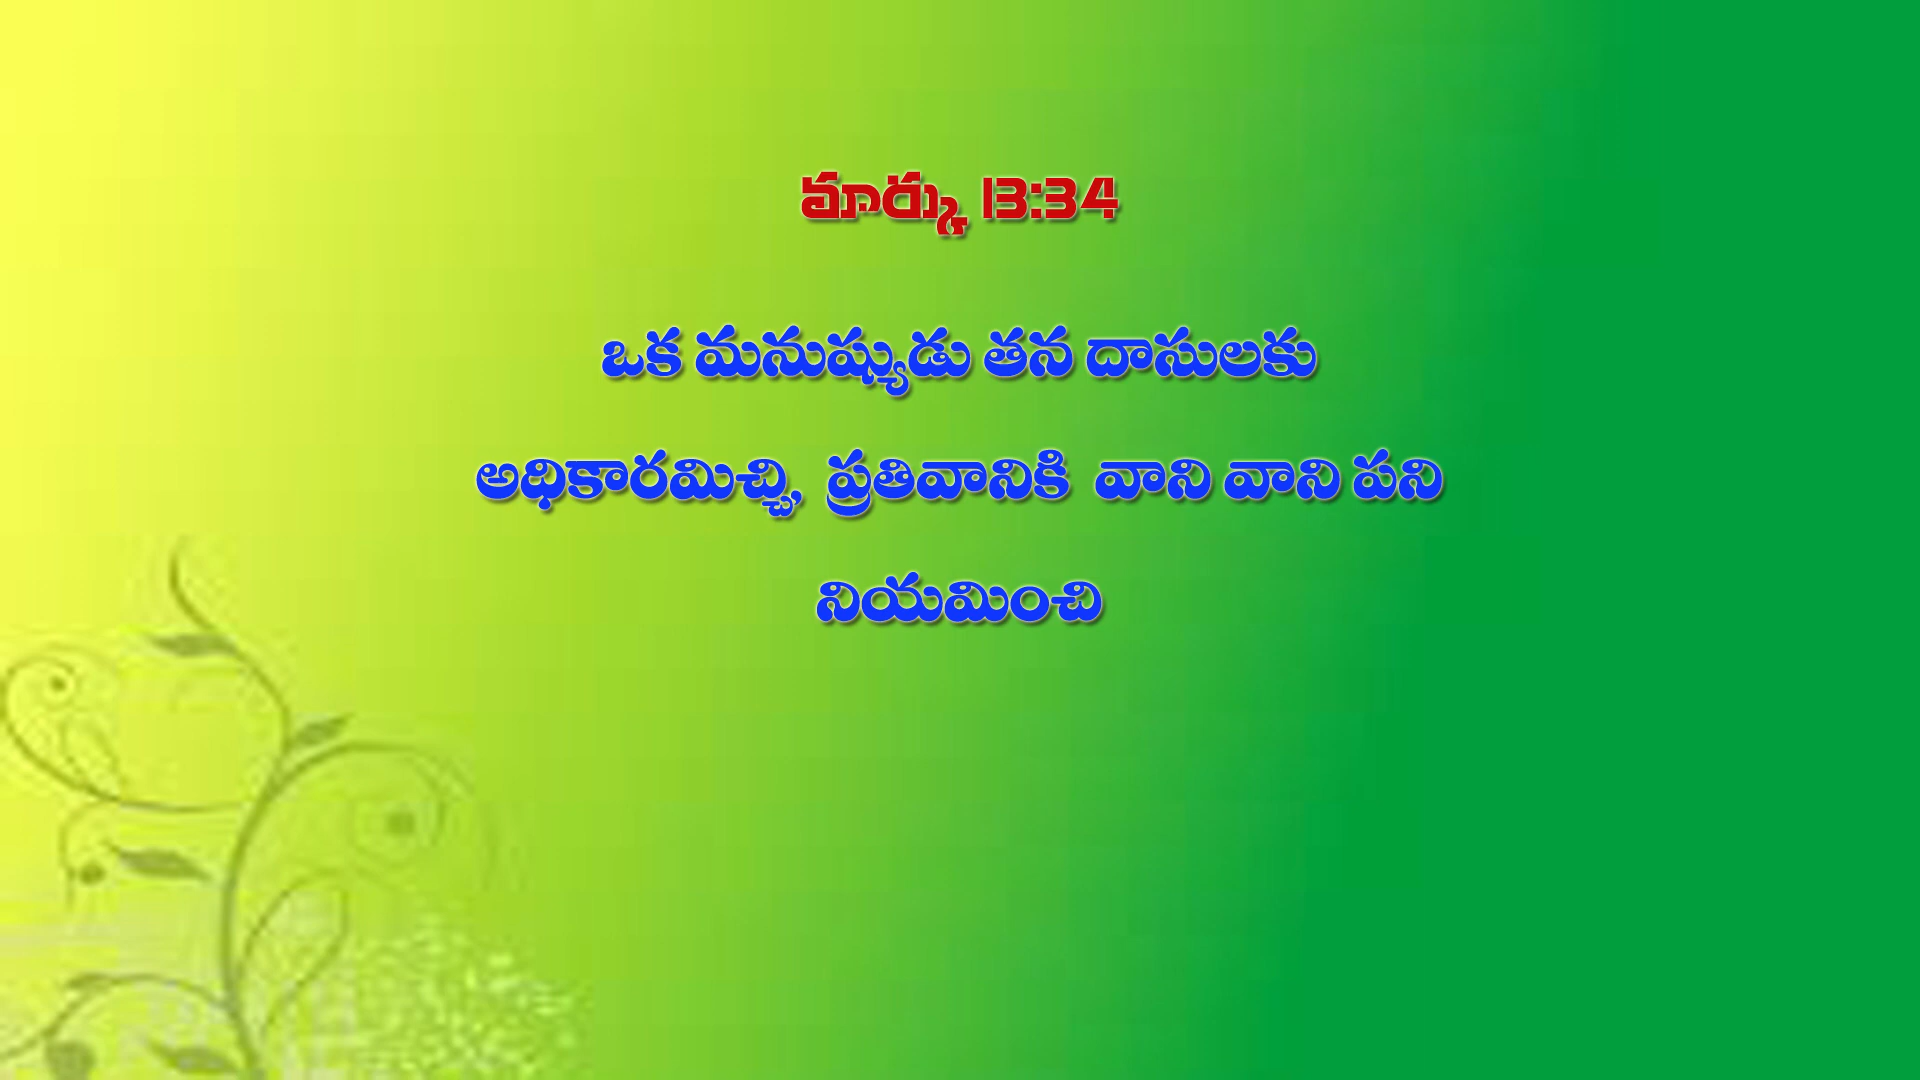 మార్కు 13:34
ఒక మనుష్యుడు తన దాసులకు
అధికారమిచ్చి, ప్రతివానికి వాని వాని పని
నియమించి